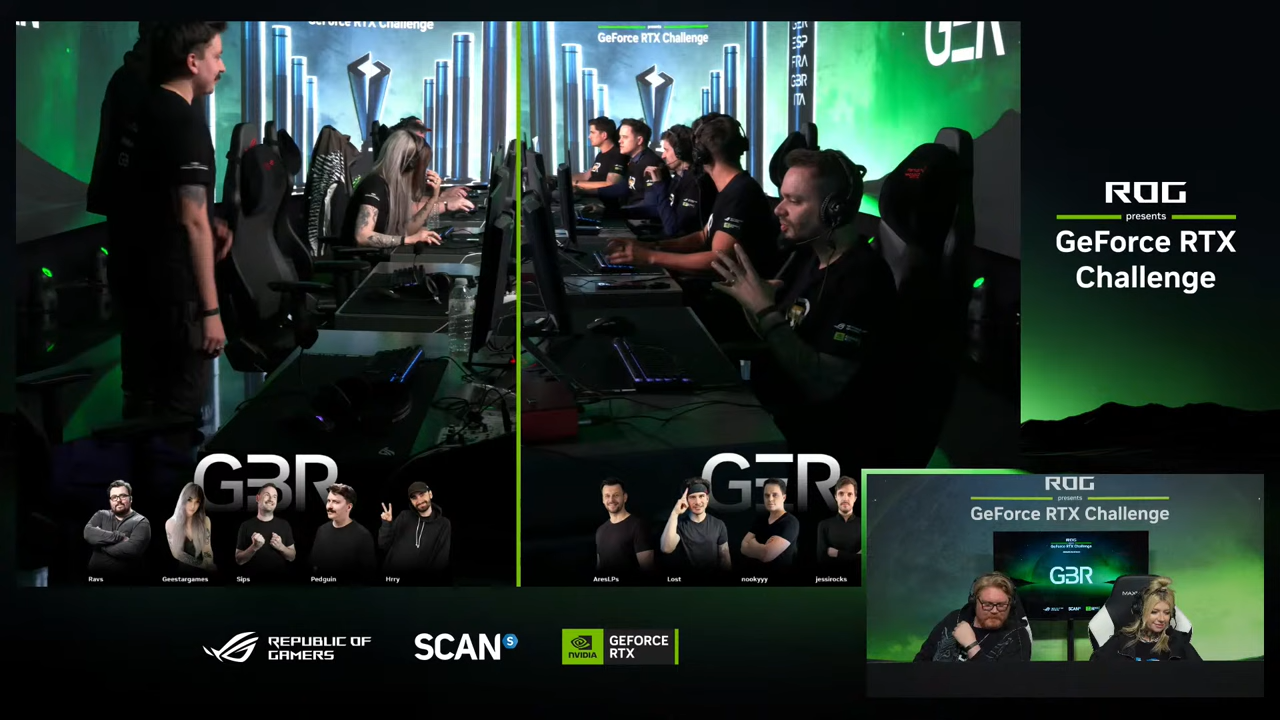 GeForce RTX Challenge
GeForce RTX Challenge
GER
ESP
FRA
GBR
ITA
GER
ROG
presents
GeForce RTX
Challenge
GBR
Ravs
Geestargames
Sips
Pedguin
Hrry
GER
AresLPs
Lost
nookyyy
jessirocks
ROG
presents
GeForce RTX Challenge
GBR
REPUBLIC OF
GAMERS
SCAN S
NVIDIA
GEFORCE
RTX